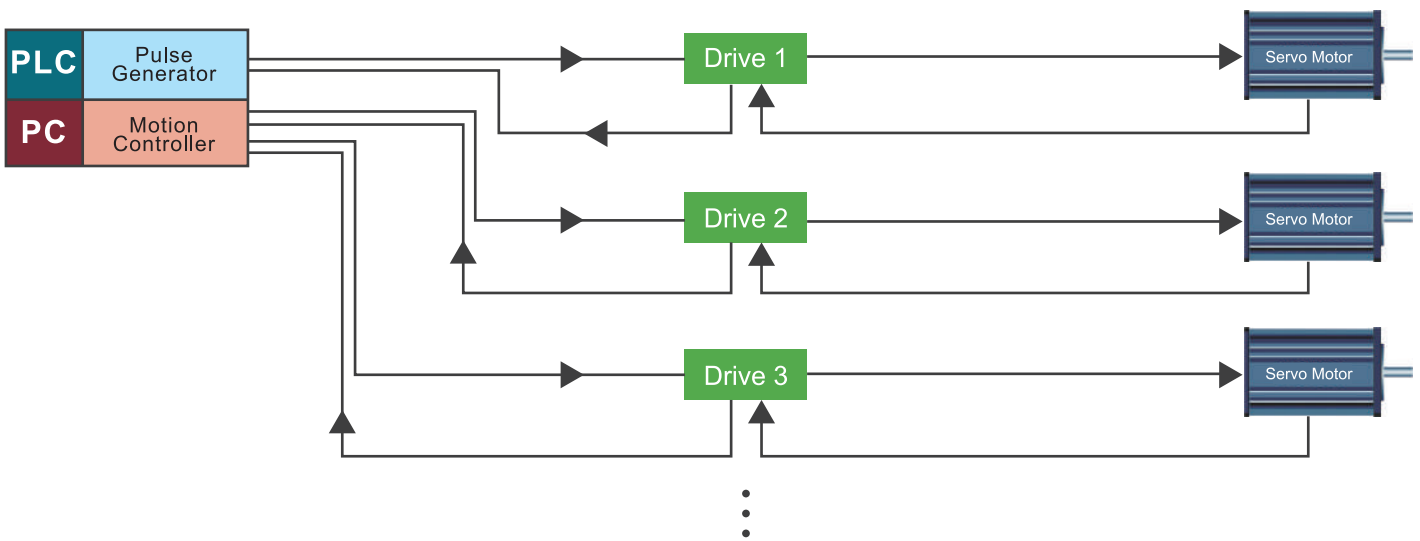 PLC
Pulse
Generator
PC
Motion
Controller
Drive 1
Servo Motor
Drive 2
Servo Motor
Drive 3
Servo Motor